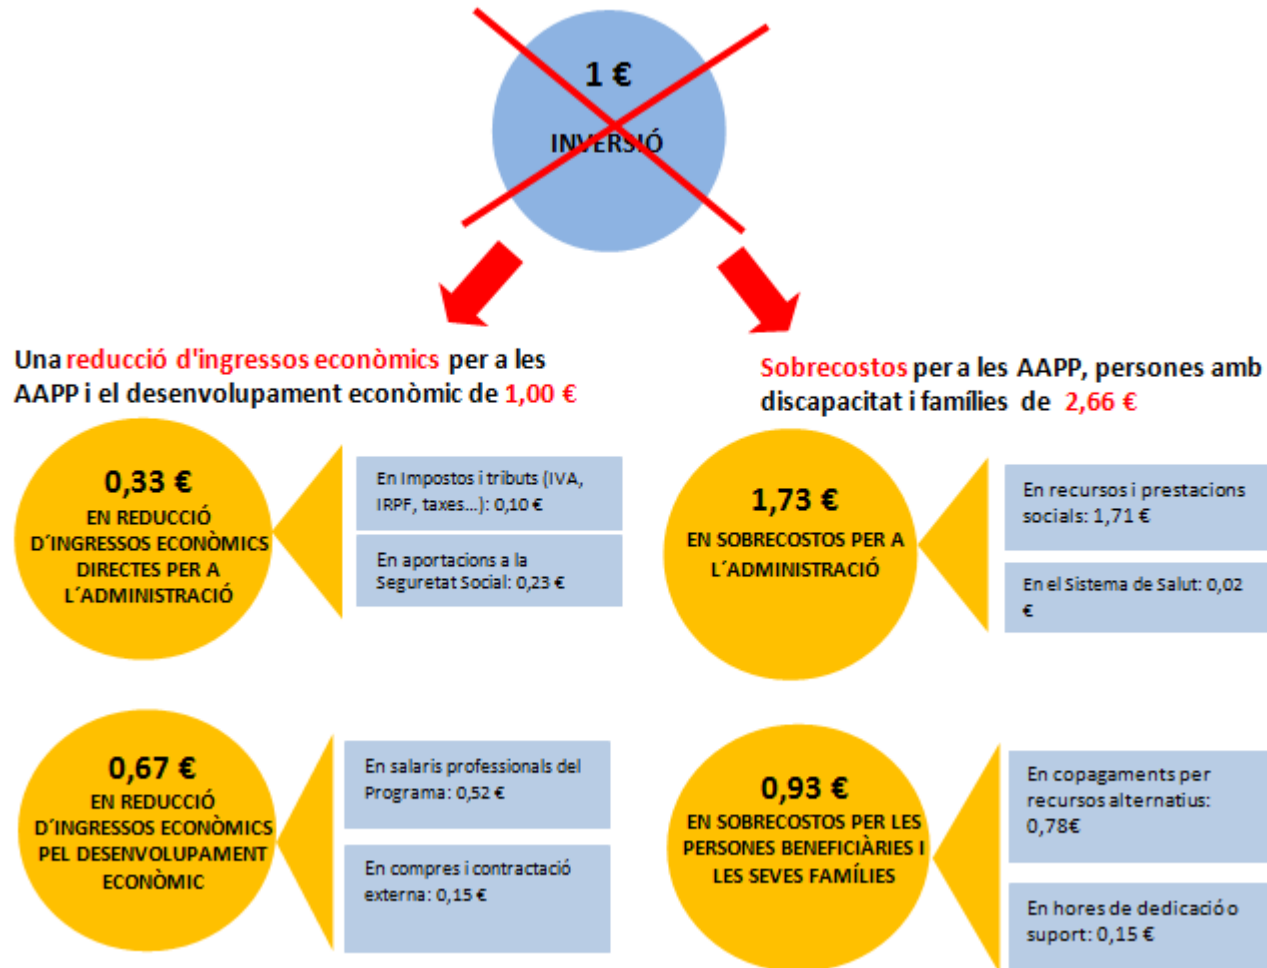 1 €
INVERSIÓ
Una reducció d'ingressos econòmics per a les
AAPP i el desenvolupament econòmic de 1,00 €
0,33 €
EN REDUCCIÓ
D´INGRESSOS ECONÒMICS
DIRECTES PER A
L´ADMINISTRACIÓ
En Impostos i tributs (IVA,
IRPF, taxes...): 0,10 €
En aportacions a la
Seguretat Social: 0,23 €
0,67 €
EN REDUCCIÓ
D´INGRESSOS ECONÒMICS
PEL DESENVOLUPAMENT
ECONÒMIC
En salaris professionals del
Programa: 0,52 €
En compres i contractació
externa: 0,15 €
Sobrecostos per a les AAPP, persones amb
discapacitat i famílies de 2,66 €
1,73 €
EN SOBRECOSTOS PER A
L´ADMINISTRACIÓ
En recursos i prestacions
socials: 1,71 €
En el Sistema de Salut: 0,02
€
0,93 €
EN SOBRECOSTOS PER LES
PERSONES BENEFICIÀRIES I
LES SEVES FAMÍLIES
En copagaments per
recursos alternatius:
0,78€
En hores de dedicació o
suport: 0,15 €